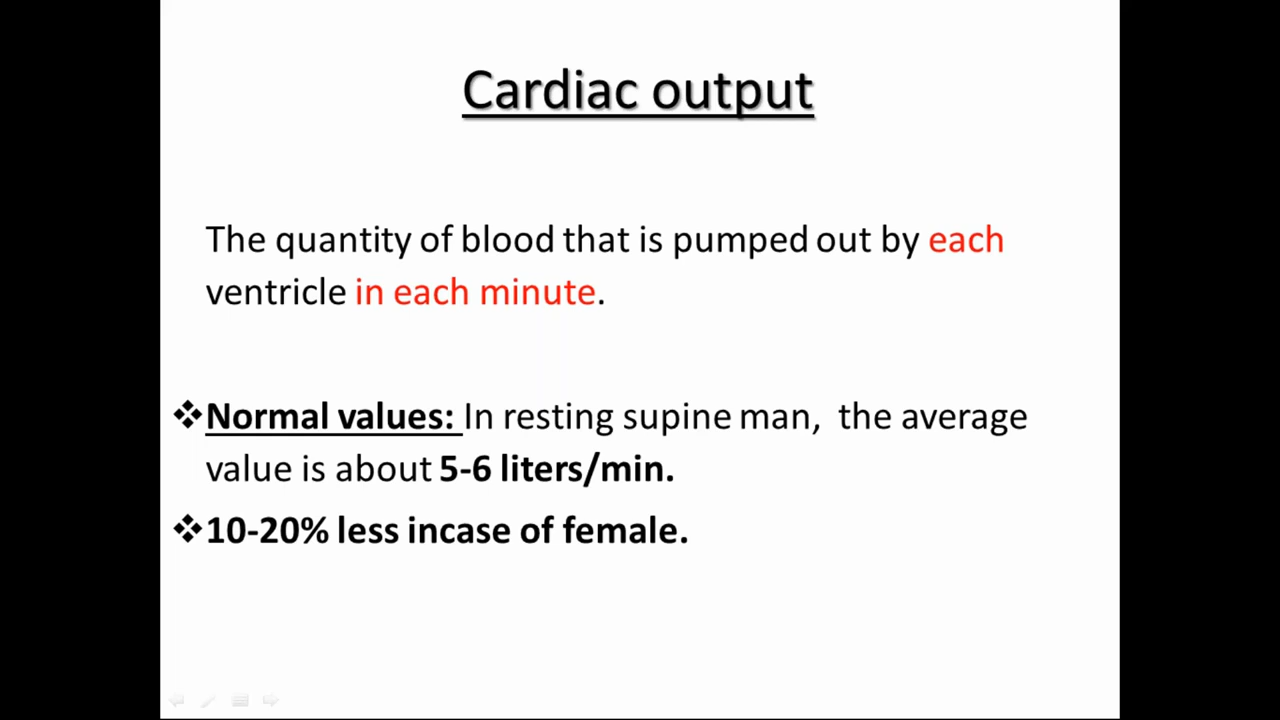 Cardiac output
The quantity of blood that is pumped out by each
ventricle in each minute.
❖Normal values: In resting supine man, the average
value is about 5-6 liters/min.
❖10-20% less incase of female.